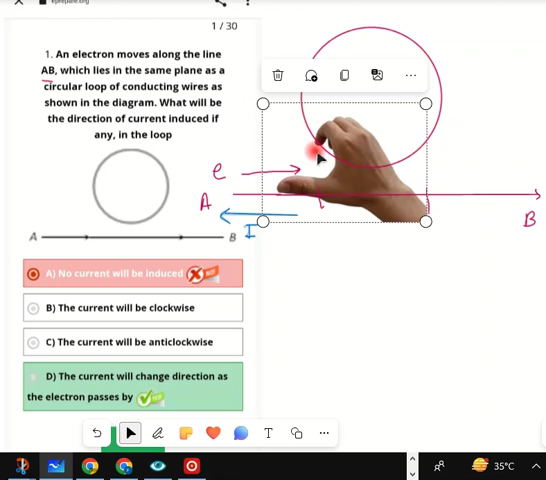 eprepare.org
1 / 30
1. An electron moves along the line
AB, which lies in the same plane as a
circular loop of conducting wires as
shown in the diagram. What will be
the direction of current induced if
any, in the loop
e
A
B
I
A B
A) No current will be induced
B) The current will be clockwise
C) The current will be anticlockwise
D) The current will change direction as
the electron passes by
T
35°C